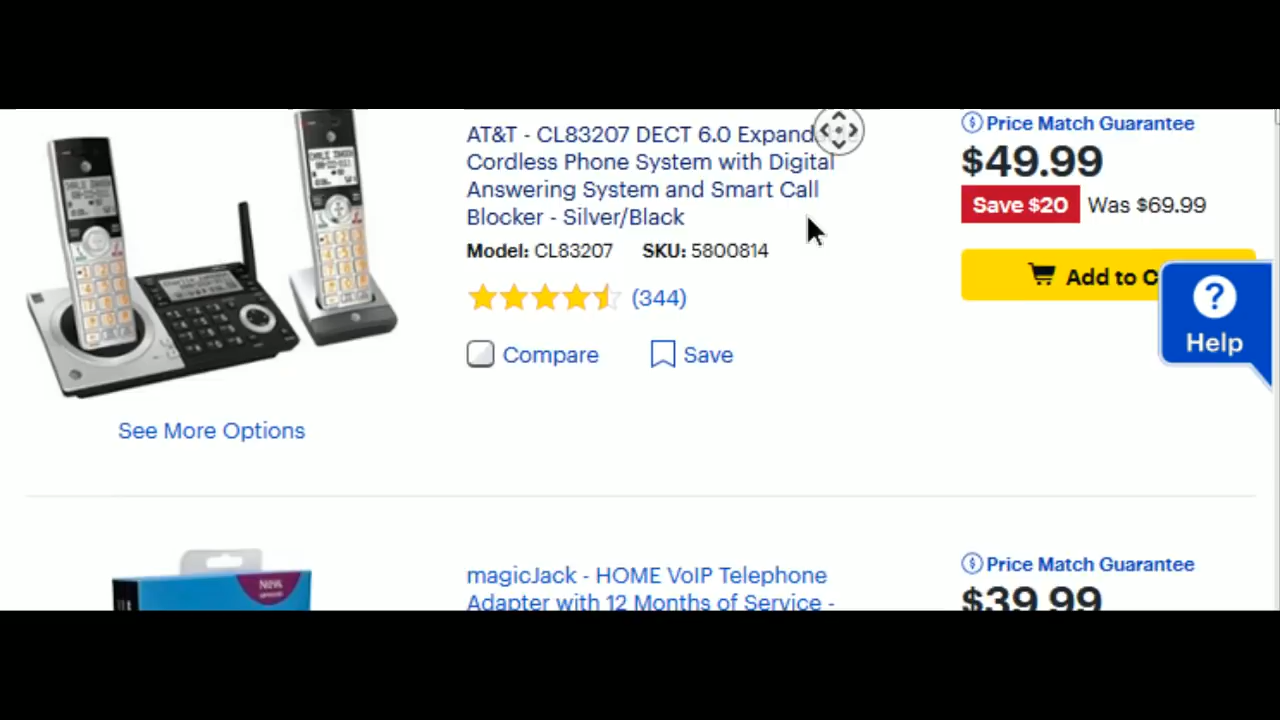 AT&T - CL83207 DECT 6.0 Expand
Cordless Phone System with Digital
Answering System and Smart Call
Blocker - Silver/Black
Model: CL83207 SKU: 5800814
(344)
Compare Save
See More Options
Price Match Guarantee
$49.99
Save $20 Was $69.99
Add to C
?
Help
New
magicJack - HOME VoIP Telephone
Adapter with 12 Months of Service -
Price Match Guarantee
$39.99